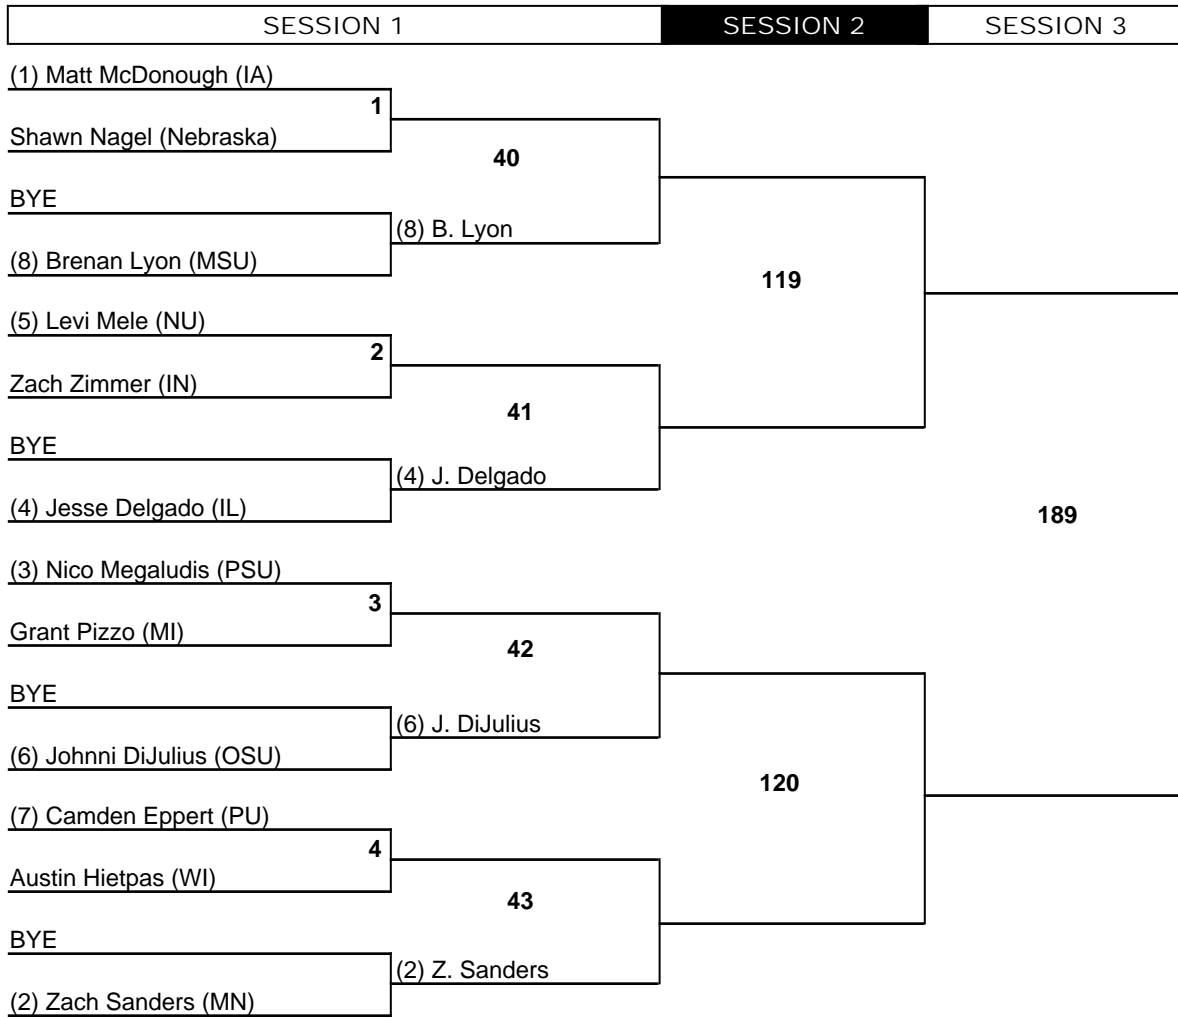 SESSION 1 SESSION 2 SESSION 3
(1) Matt McDonough (IA)
1
Shawn Nagel (Nebraska)
40
BYE
(8) B. Lyon
(8) Brenan Lyon (MSU)
119
(5) Levi Mele (NU)
2
Zach Zimmer (IN)
41
BYE
(4) J. Delgado
(4) Jesse Delgado (IL)
189
(3) Nico Megaludis (PSU)
3
Grant Pizzo (MI)
42
BYE
(6) J. DiJulius
(6) Johnni DiJulius (OSU)
120
(7) Camden Eppert (PU)
4
Austin Hietpas (WI)
43
BYE
(2) Z. Sanders
(2) Zach Sanders (MN)